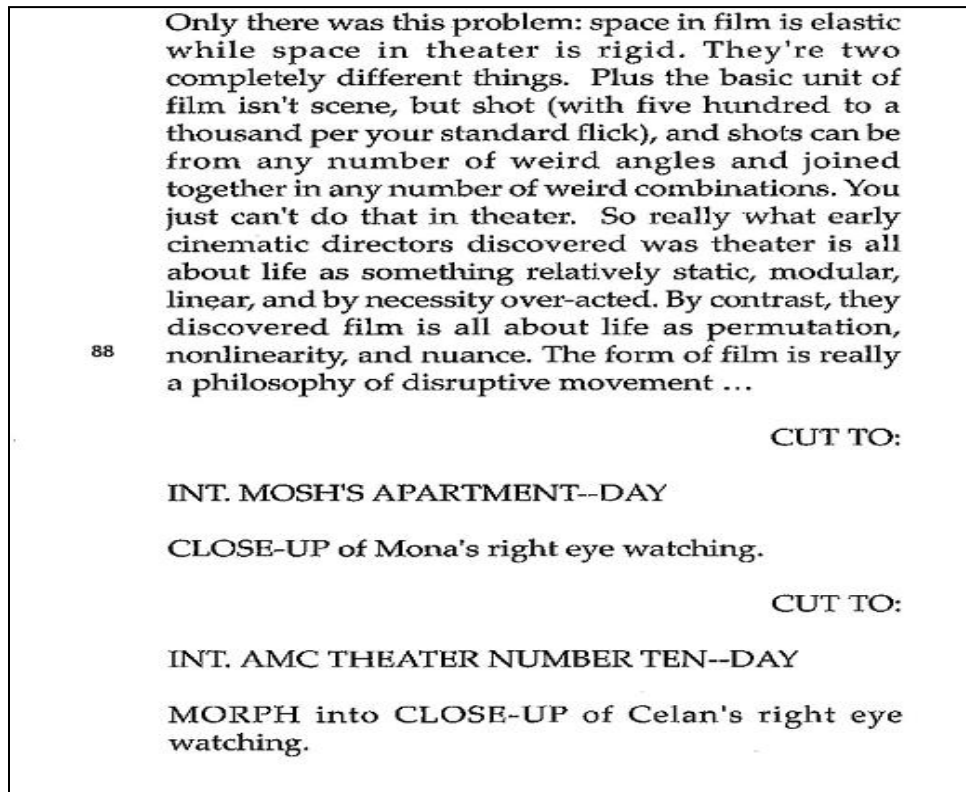 Only there was this problem: space in film is elastic
while space in theater is rigid. They're two
completely different things.  Plus the basic unit of
film isn't scene, but shot (with five hundred to a
thousand per your standard flick), and shots can be
from any number of weird angles and joined
together in any number of weird combinations. You
just can't do that in theater.  So really what early
cinematic directors discovered was theater is all
about life as something relatively static, modular,
linear, and by necessity over-acted. By contrast, they
discovered film is all about life as permutation,
88 nonlinearity, and nuance. The form of film is really
a philosophy of disruptive movement ...
CUT TO:
INT. MOSH'S APARTMENT--DAY
CLOSE-UP of Mona's right eye watching.
CUT TO:
INT. AMC THEATER NUMBER TEN--DAY
MORPH into CLOSE-UP of Celan's right eye
watching.